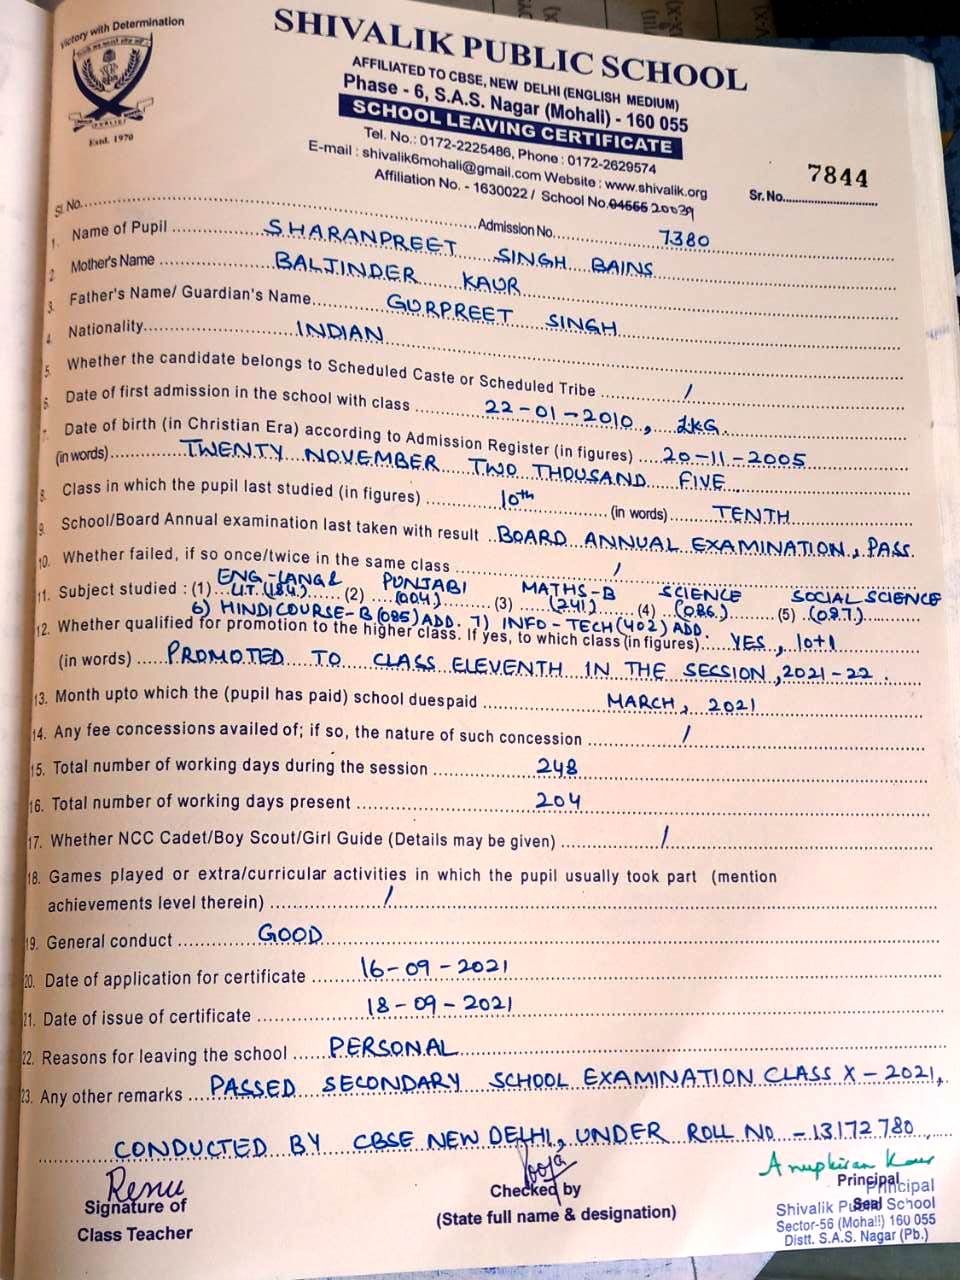 Victory with Determination
Estd. 1970
SHIVALIK PUBLIC SCHOOL
AFFILIATED TO CBSE, NEW DELHI (ENGLISH MEDIUM)
Phase - 6, S.A.S. Nagar (Mohali) - 160 055
SCHOOL LEAVING CERTIFICATE
Tel. No.: 0172-2225486, Phone : 0172-2629574
E-mail : shivalik6mohali@gmail.com Website : www.shivalik.org
Affiliation No. - 1630022 / School No.04555 20039
Sr. No. 7844
Sl. No. Admission No. 7380
1. Name of Pupil SHARANPREET SINGH BAINS
2. Mother's Name BALJINDER KAUR
3. Father's Name/ Guardian's Name GURPREET SINGH
4. Nationality INDIAN
5. Whether the candidate belongs to Scheduled Caste or Scheduled Tribe /
6. Date of first admission in the school with class 22-01-2010, LKG.
7. Date of birth (in Christian Era) according to Admission Register (in figures) 20-11-2005
(in words) TWENTY NOVEMBER TWO THOUSAND FIVE
8. Class in which the pupil last studied (in figures) 10th (in words) TENTH
9. School/Board Annual examination last taken with result BOARD ANNUAL EXAMINATION, PASS.
10. Whether failed, if so once/twice in the same class /
11. Subject studied : (1) ENG-LANG & LIT. (184) (2) PUNJABI (004) (3) MATHS-B (241) (4) SCIENCE (086) (5) SOCIAL SCIENCE (087)
6) HINDI COURSE-B (085) ADD. 7) INFO-TECH (402) ADD.
12. Whether qualified for promotion to the higher class. If yes, to which class (in figures) YES, 10+1
(in words) PROMOTED TO CLASS ELEVENTH IN THE SESSION, 2021-22.
13. Month upto which the (pupil has paid) school duespaid MARCH, 2021
14. Any fee concessions availed of; if so, the nature of such concession /
15. Total number of working days during the session 248
16. Total number of working days present 204
17. Whether NCC Cadet/Boy Scout/Girl Guide (Details may be given) /
18. Games played or extra/curricular activities in which the pupil usually took part (mention
achievements level therein) /
19. General conduct GOOD
20. Date of application for certificate 16-09-2021
21. Date of issue of certificate 18-09-2021
22. Reasons for leaving the school PERSONAL
23. Any other remarks PASSED SECONDARY SCHOOL EXAMINATION CLASS X-2021,
CONDUCTED BY CBSE NEW DELHI, UNDER ROLL NO -13172780,
Renu
Signature of
Class Teacher
Pooja
Checked by
(State full name & designation)
Anupkiran Kaur
Principal
Seal
Principal
Shivalik Public School
Sector-56 (Mohali) 160 055
Distt. S.A.S. Nagar (Pb.)